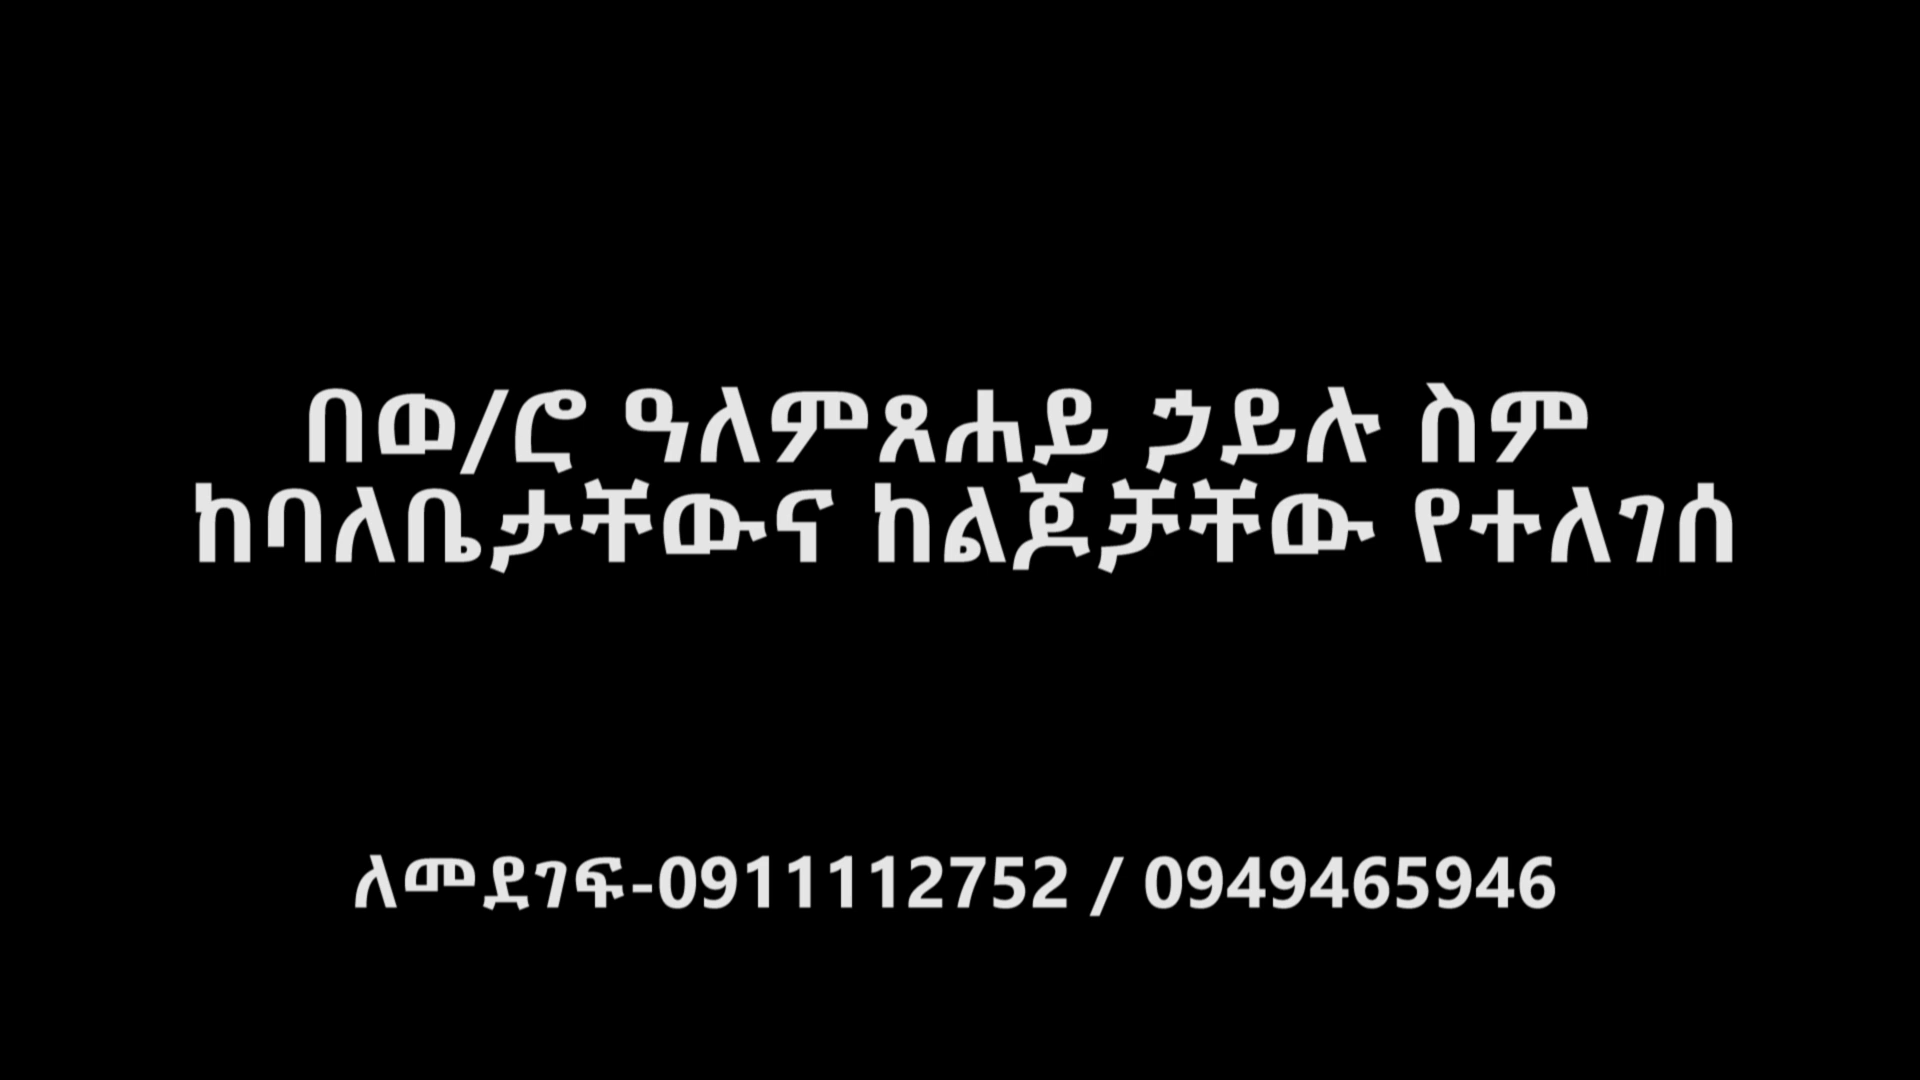 በወ/ሮ ዓለምጸሐይ ኃይሉ ስም
ከባለቤታቸውና ከልጆቻቸው የተለገሰ
ለመደገፍ-0911112752 / 0949465946